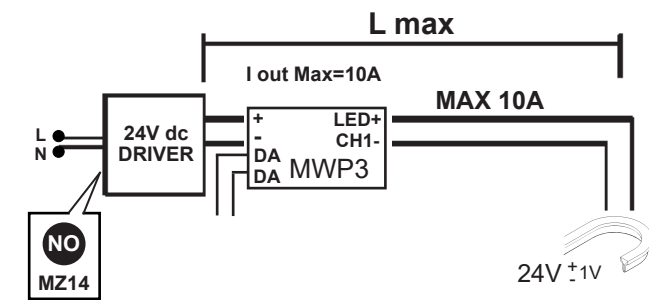 L max
I out Max=10A
MAX 10A
L
N
24V dc
DRIVER
+ LED+
- CH1-
DA
DA
MWP3
NO
MZ14
24V ±1V